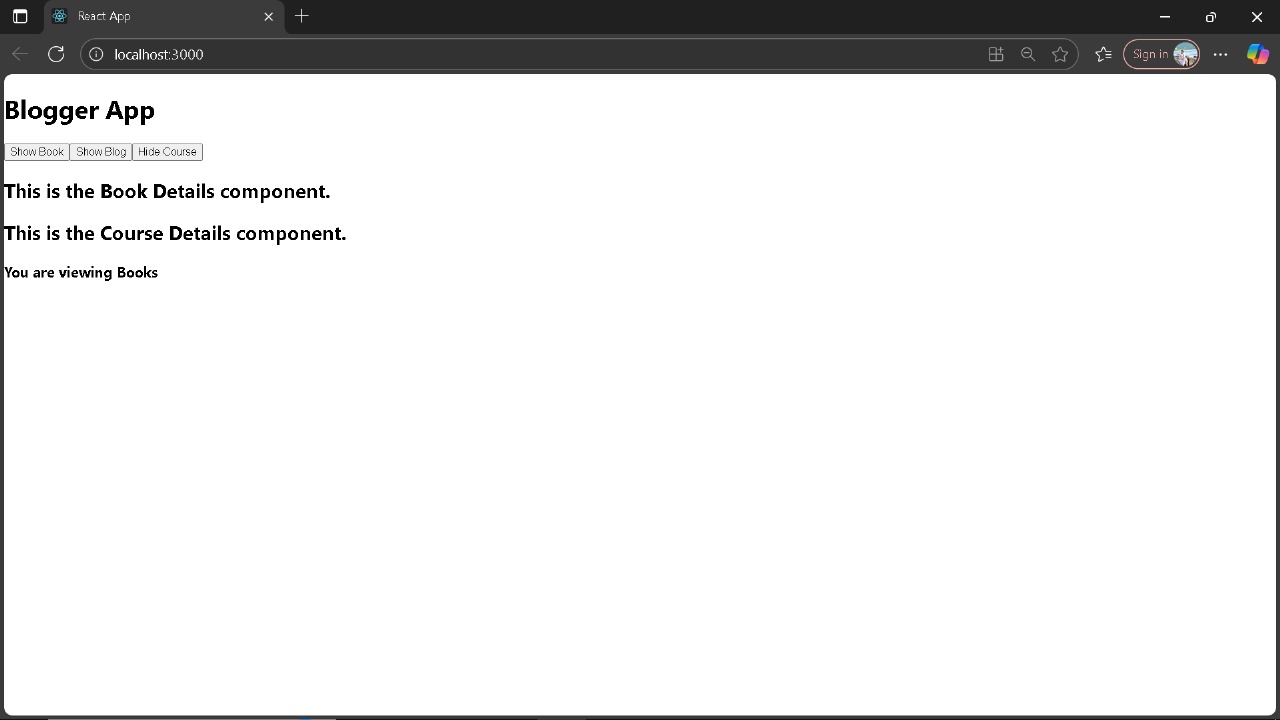 React App
localhost:3000
Sign in
Blogger App
Show Book Show Blog Hide Course
This is the Book Details component.
This is the Course Details component.
You are viewing Books